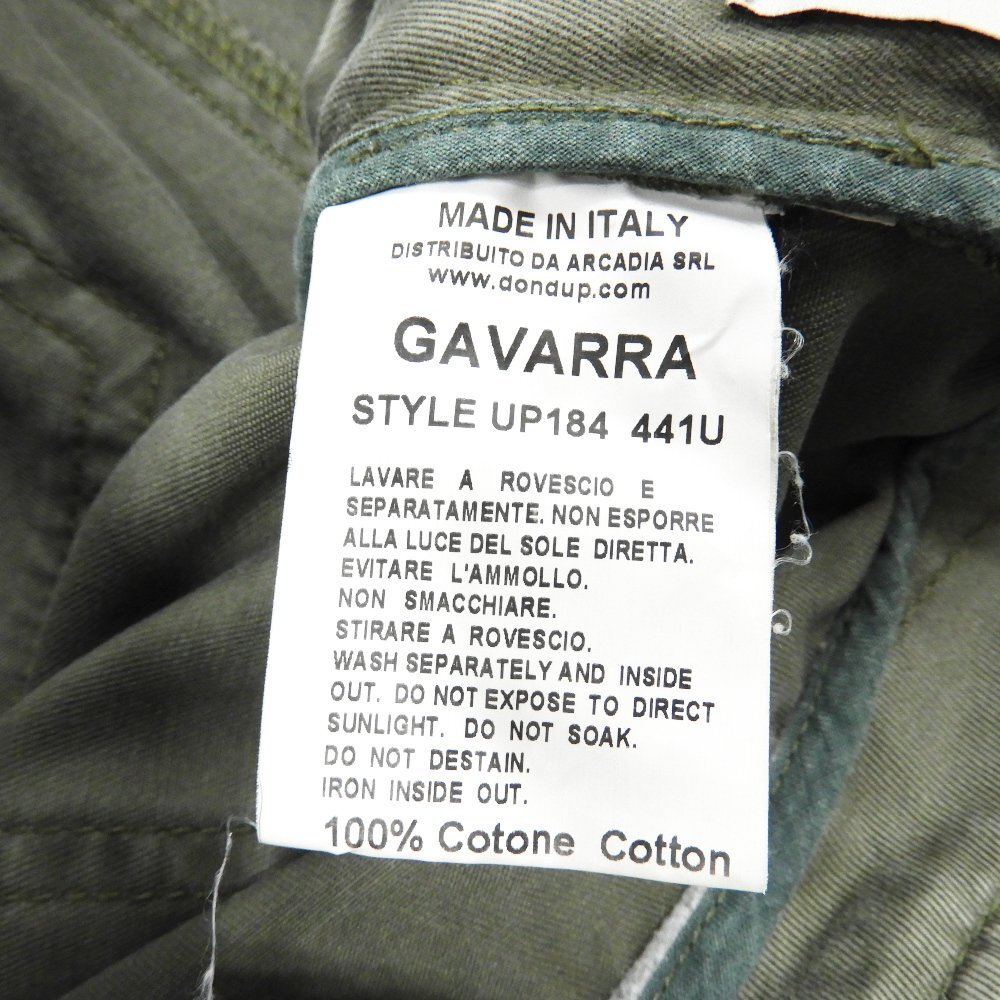 MADE IN ITALY
DISTRIBUITO DA ARCADIA SRL
www.dondup.com
GAVARRA
STYLE UP184 441U
LAVARE A ROVESCIO E
SEPARATAMENTE. NON ESPORRE
ALLA LUCE DEL SOLE DIRETTA.
EVITARE L'AMMOLLO.
NON SMACCHIARE.
STIRARE A ROVESCIO.
WASH SEPARATELY AND INSIDE
OUT. DO NOT EXPOSE TO DIRECT
SUNLIGHT. DO NOT SOAK.
DO NOT DESTAIN.
IRON INSIDE OUT.
100% Cotone Cotton